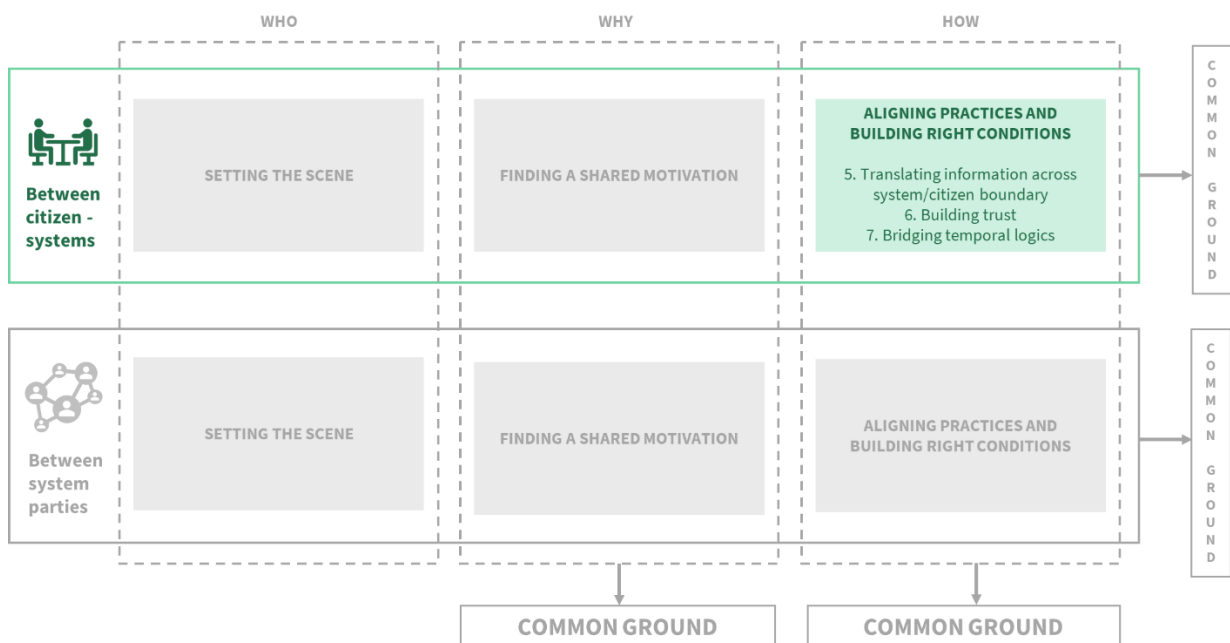 WHO
WHY
HOW
Between
citizen -
systems
SETTING THE SCENE
FINDING A SHARED MOTIVATION
ALIGNING PRACTICES AND
BUILDING RIGHT CONDITIONS
5. Translating information across
system/citizen boundary
6. Building trust
7. Bridging temporal logics
COMMON GROUND
Between
system
parties
SETTING THE SCENE
FINDING A SHARED MOTIVATION
ALIGNING PRACTICES AND
BUILDING RIGHT CONDITIONS
COMMON GROUND
COMMON GROUND
COMMON GROUND